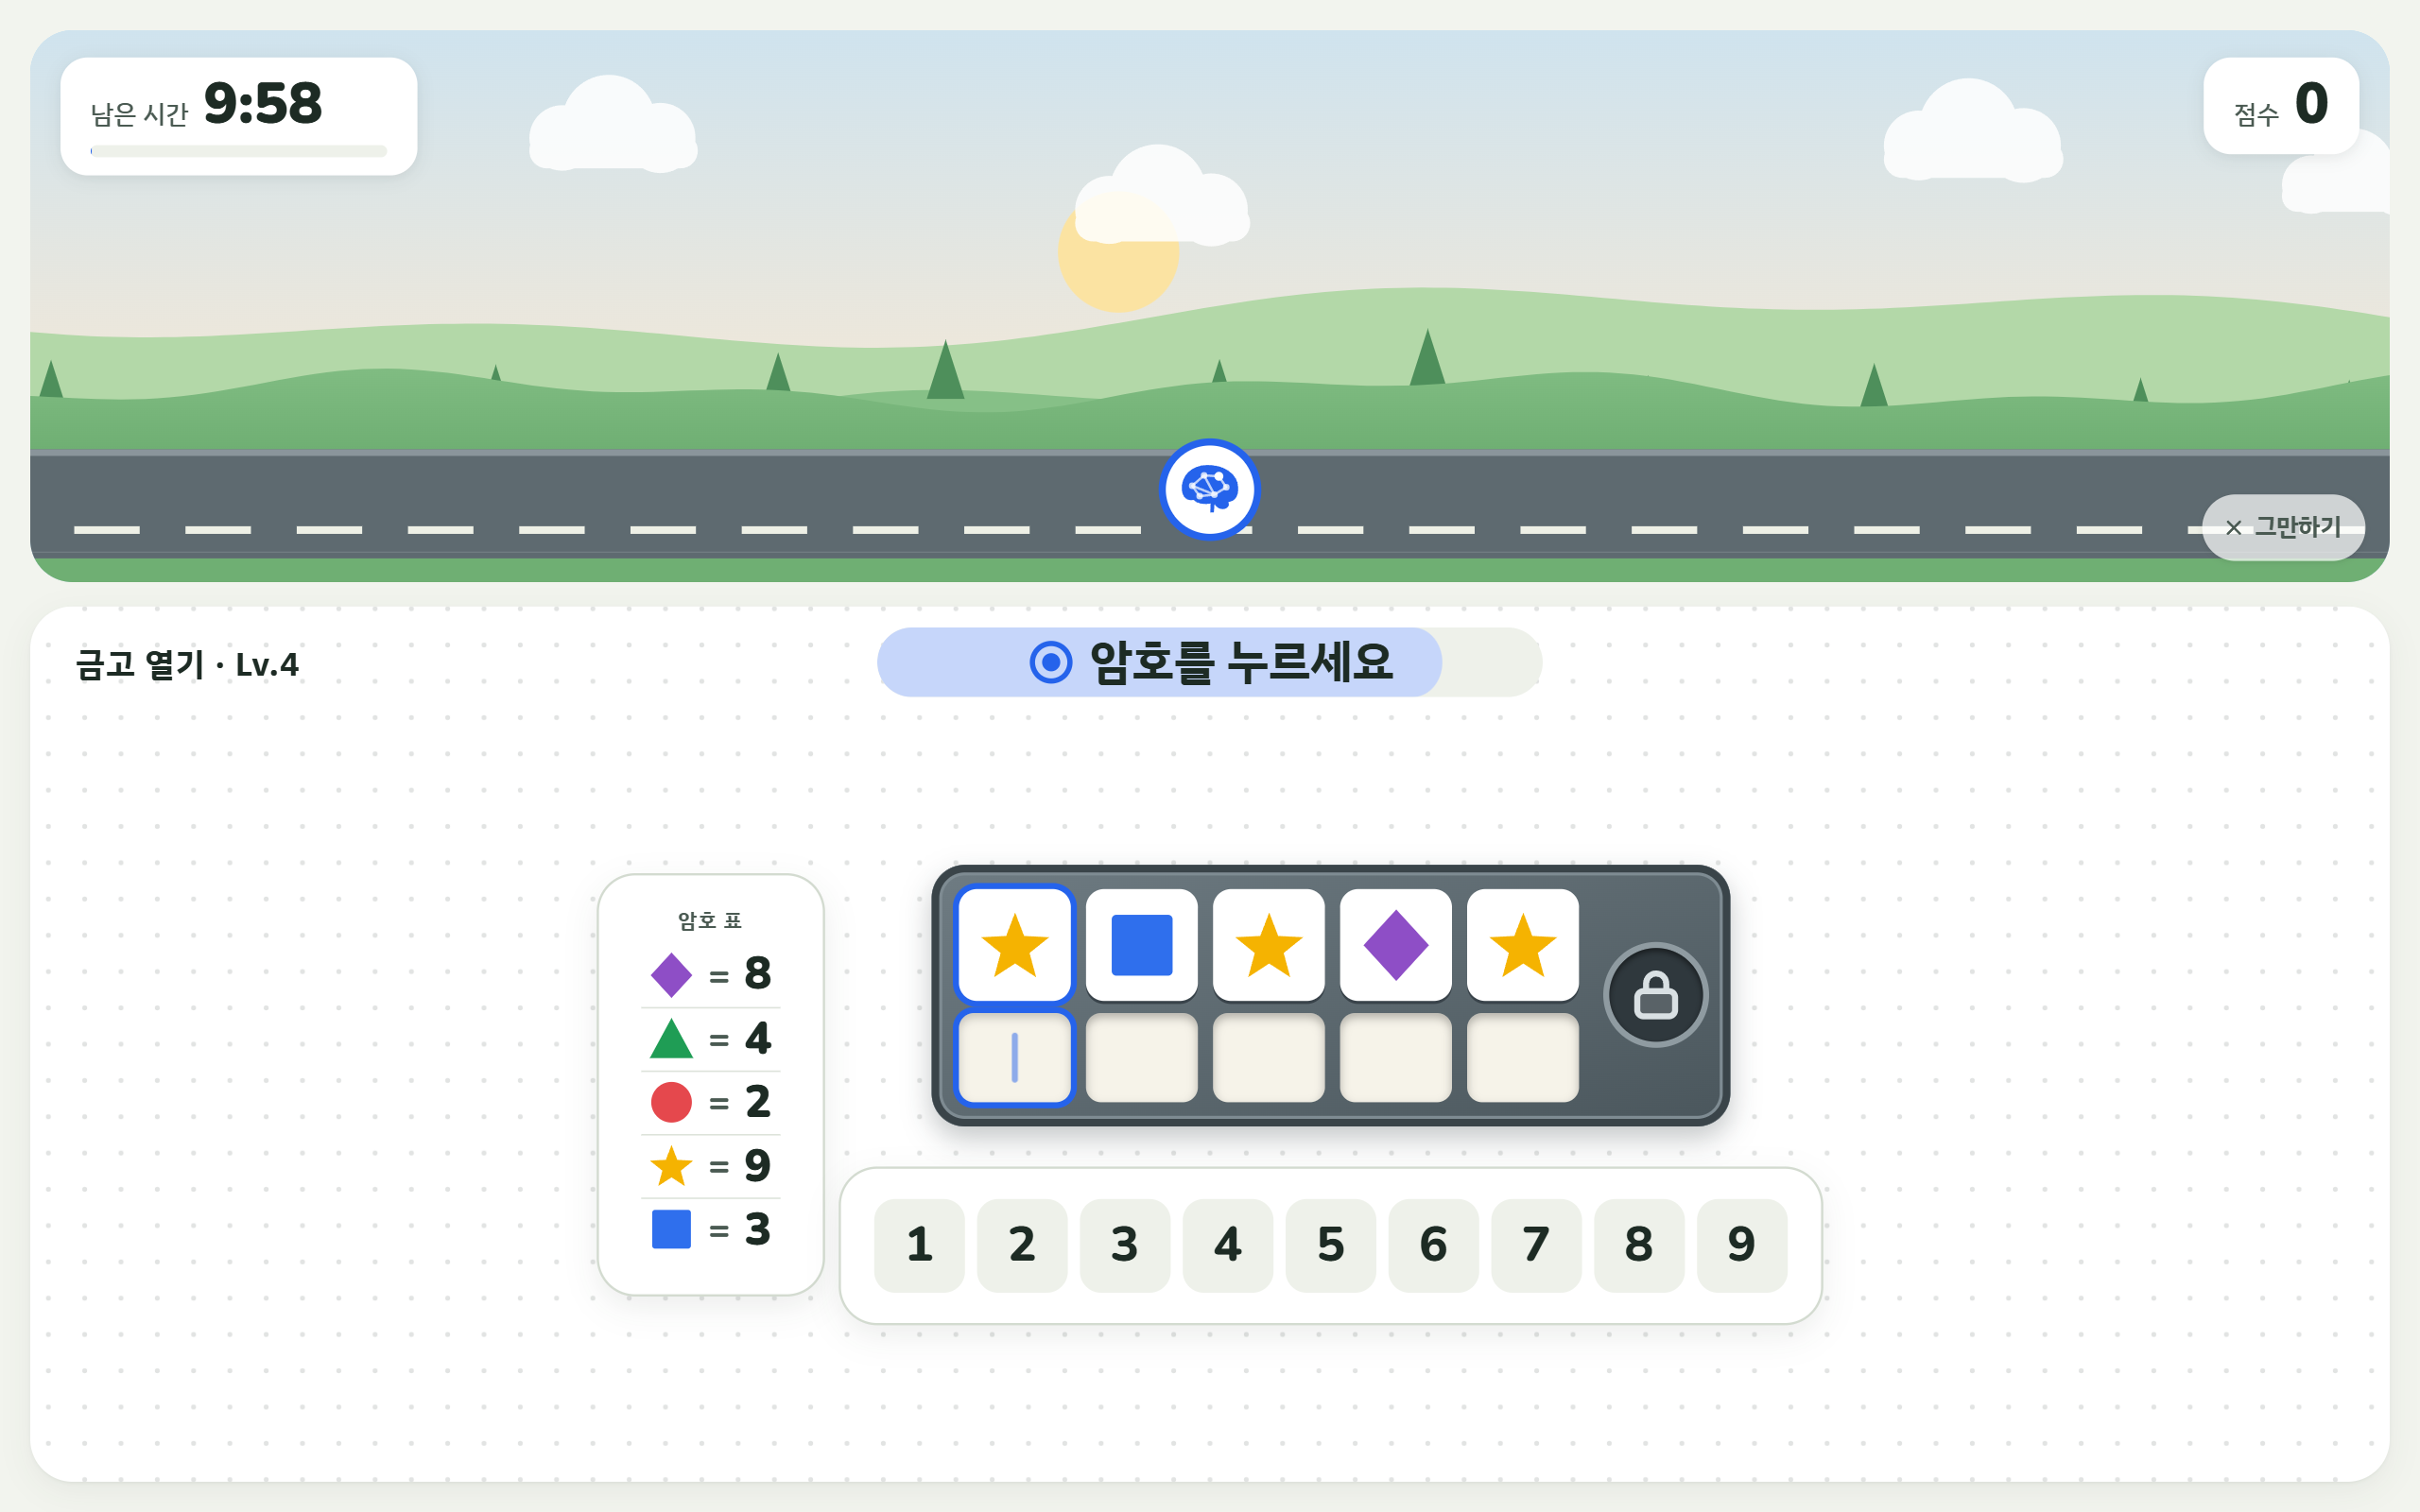 남은 시간 9:58
점수 0
× 그만하기
금고 열기 · Lv.4
암호를 누르세요
암호 표
= 8
= 4
= 2
= 9
= 3
1 2 3 4 5 6 7 8 9